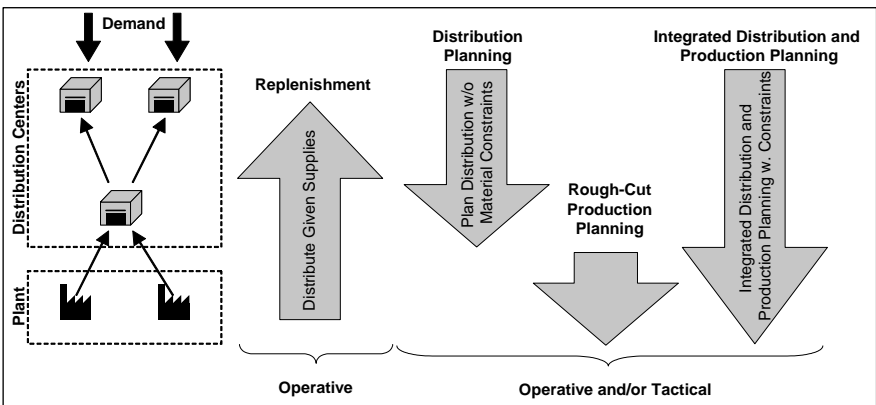 Demand
Distribution Centers
Plant
Replenishment
Distribute Given Supplies
Operative
Distribution
Planning
Plan Distribution w/o
Material Constraints
Rough-Cut
Production
Planning
Integrated Distribution and
Production Planning
Integrated Distribution and
Production Planning w. Constraints
Operative and/or Tactical